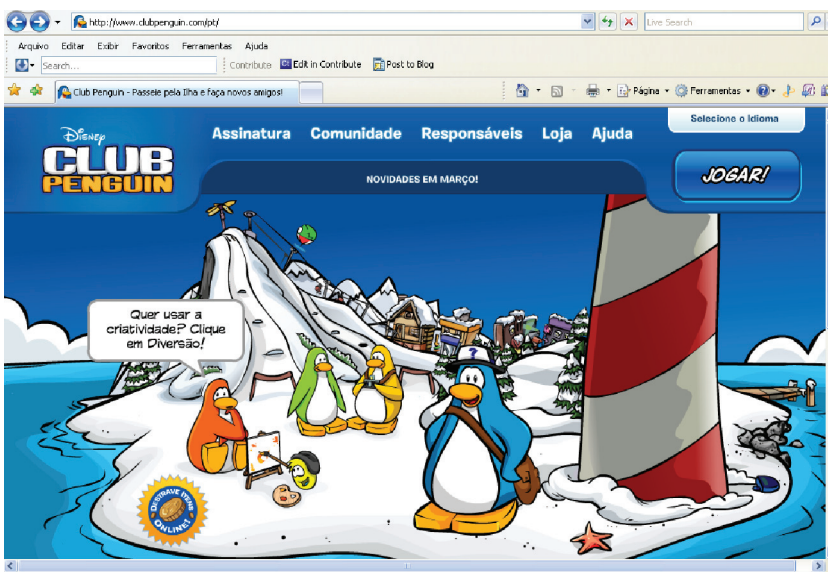 http://www.clubpenguin.com/pt/
Live Search
Arquivo Editar Exibir Favoritos Ferramentas Ajuda
Search...
Contribute Edit in Contribute Post to Blog
Club Penguin - Passeie pela Ilha e faça novos amigos!
Página Ferramentas
Disney
CLUB
PENGUIN
Assinatura Comunidade Responsáveis Loja Ajuda
Selecione o Idioma
NOVIDADES EM MARÇO!
JOGAR!
Quer usar a
criatividade? Clique
em Diversão!
?
DESTRAVE ITENS
ONLINE!